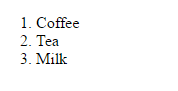 1. Coffee
2. Tea
3. Milk